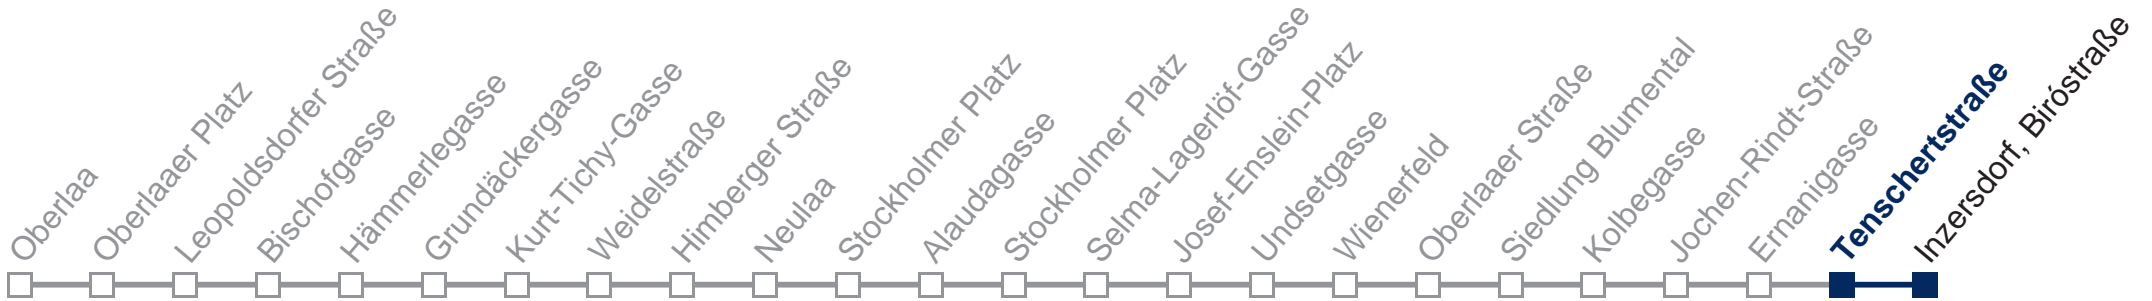 Oberlaa
Oberlaaer Platz
Leopoldsdorfer Straße
Bischofgasse
Hämmerlegasse
Grundäckergasse
Kurt-Tichy-Gasse
Weidelstraße
Himberger Straße
Neulaa
Stockholmer Platz
Alaudagasse
Stockholmer Platz
Selma-Lagerlöf-Gasse
Josef-Enslein-Platz
Undsetgasse
Wienerfeld
Oberlaaer Straße
Siedlung Blumental
Kolbegasse
Jochen-Rindt-Straße
Ernanigasse
Tenschertstraße
Inzersdorf, Biróstraße